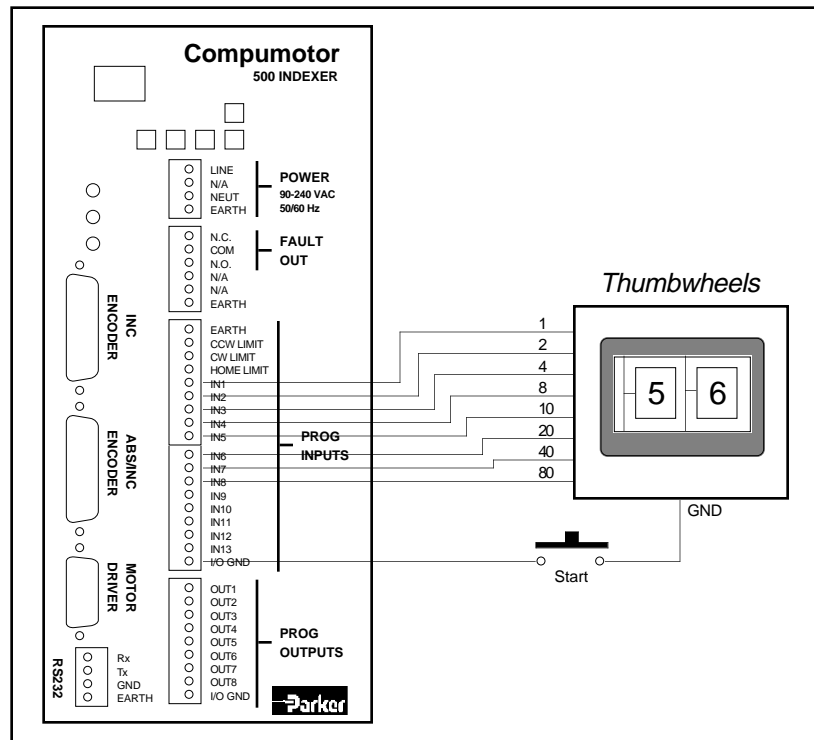 Compumotor
500 INDEXER
LINE
N/A
NEUT
EARTH
POWER
90-240 VAC
50/60 Hz
N.C.
COM
N.O.
N/A
N/A
EARTH
FAULT
OUT
INC
ENCODER
EARTH
CCW LIMIT
CW LIMIT
HOME LIMIT
IN1
IN2
IN3
IN4
IN5
IN6
IN7
IN8
IN9
IN10
IN11
IN12
IN13
I/O GND
PROG
INPUTS
ABS/INC
ENCODER
MOTOR
DRIVER
OUT1
OUT2
OUT3
OUT4
OUT5
OUT6
OUT7
OUT8
I/O GND
PROG
OUTPUTS
RS232
Rx
Tx
GND
EARTH
Parker
Thumbwheels
1
2
4
8
10
20
40
80
5 6
GND
Start